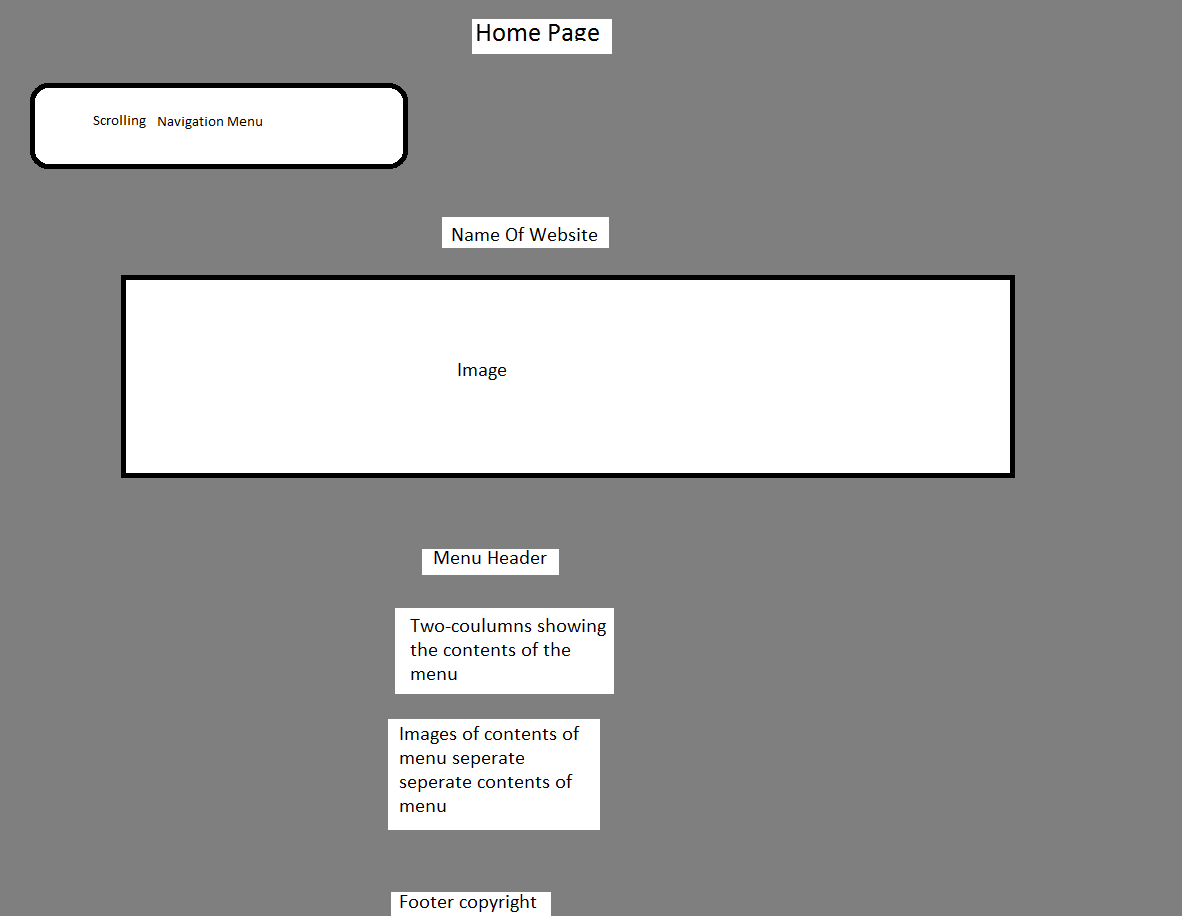 Home Page
Scrolling Navigation Menu
Name Of Website
Image
Menu Header
Two-coulumns showing
the contents of the
menu
Images of contents of
menu seperate
seperate contents of
menu
Footer copyright